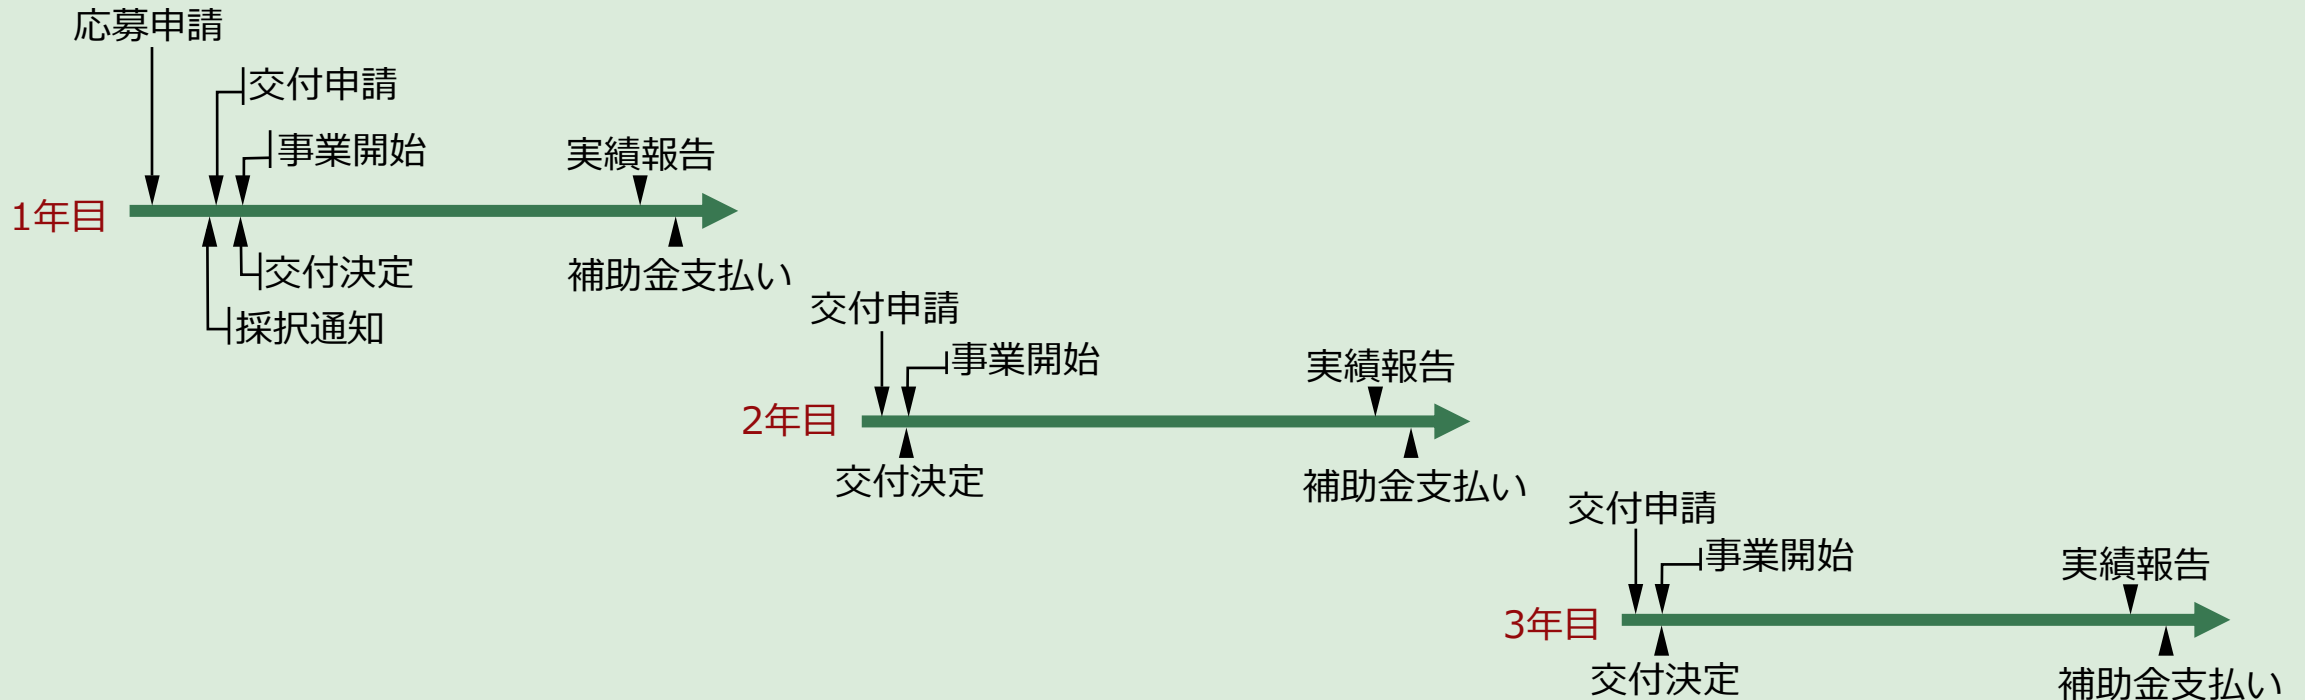 応募申請
交付申請
事業開始
実績報告
1年目
交付決定
補助金支払い
採択通知
交付申請
事業開始
実績報告
2年目
交付決定
補助金支払い
交付申請
事業開始
実績報告
3年目
交付決定
補助金支払い